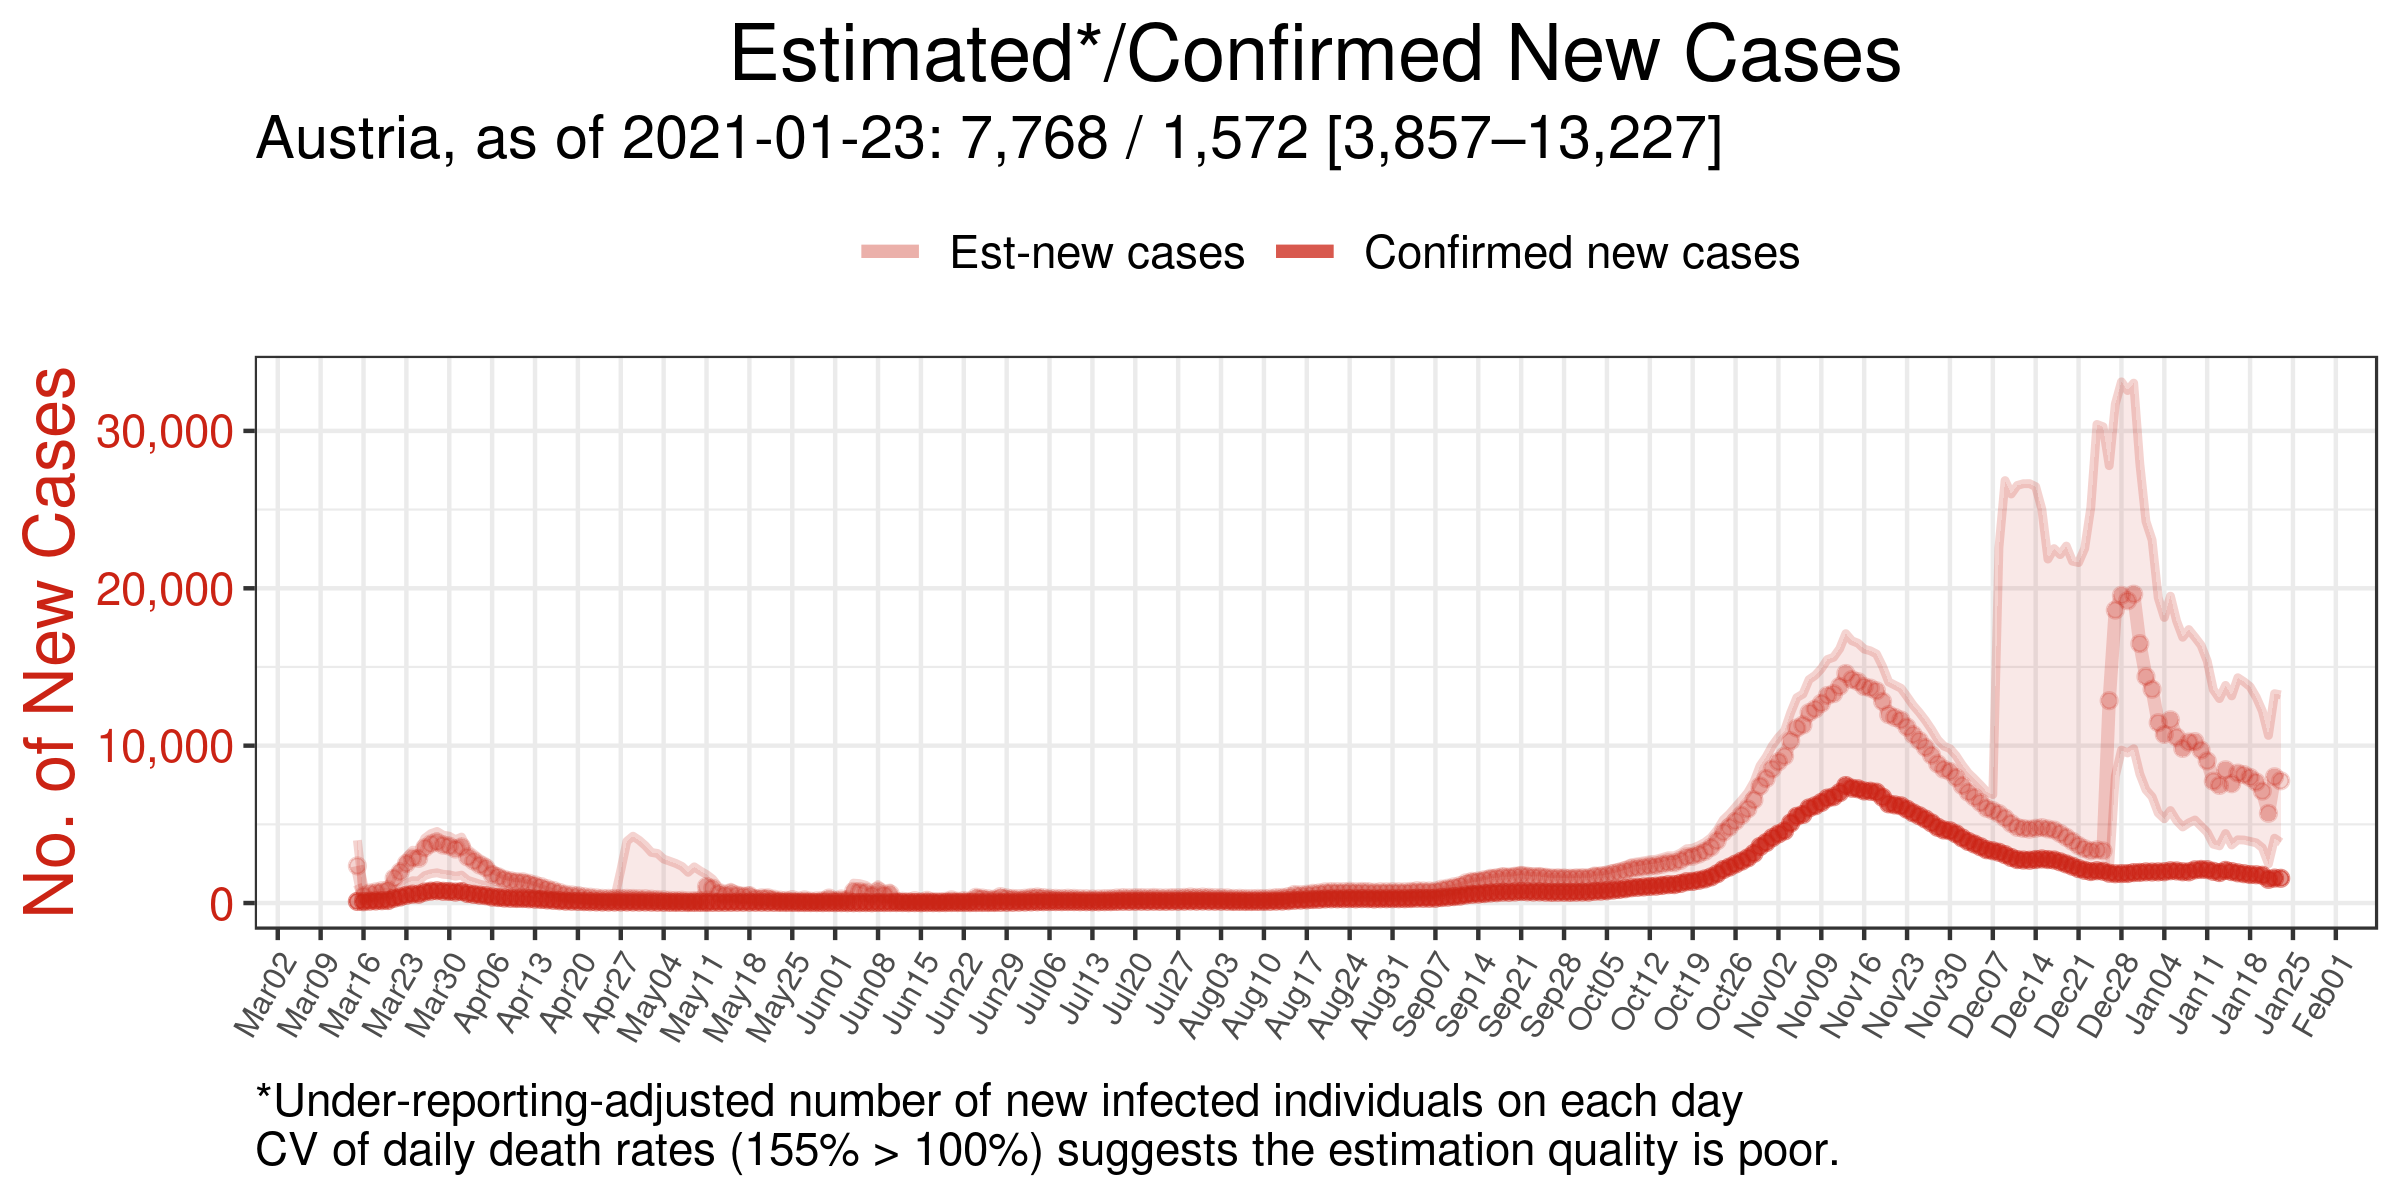 Estimated*/Confirmed New Cases
Austria, as of 2021-01-23: 7,768 / 1,572 [3,857–13,227]
Est-new cases
Confirmed new cases
No. of New Cases
30,000
20,000
10,000
0
Mar02
Mar09
Mar16
Mar23
Mar30
Apr06
Apr13
Apr20
Apr27
May04
May11
May18
May25
Jun01
Jun08
Jun15
Jun22
Jun29
Jul06
Jul13
Jul20
Jul27
Aug03
Aug10
Aug17
Aug24
Aug31
Sep07
Sep14
Sep21
Sep28
Oct05
Oct12
Oct19
Oct26
Nov02
Nov09
Nov16
Nov23
Nov30
Dec07
Dec14
Dec21
Dec28
Jan04
Jan11
Jan18
Jan25
Feb01
*Under-reporting-adjusted number of new infected individuals on each day
CV of daily death rates (155% > 100%) suggests the estimation quality is poor.